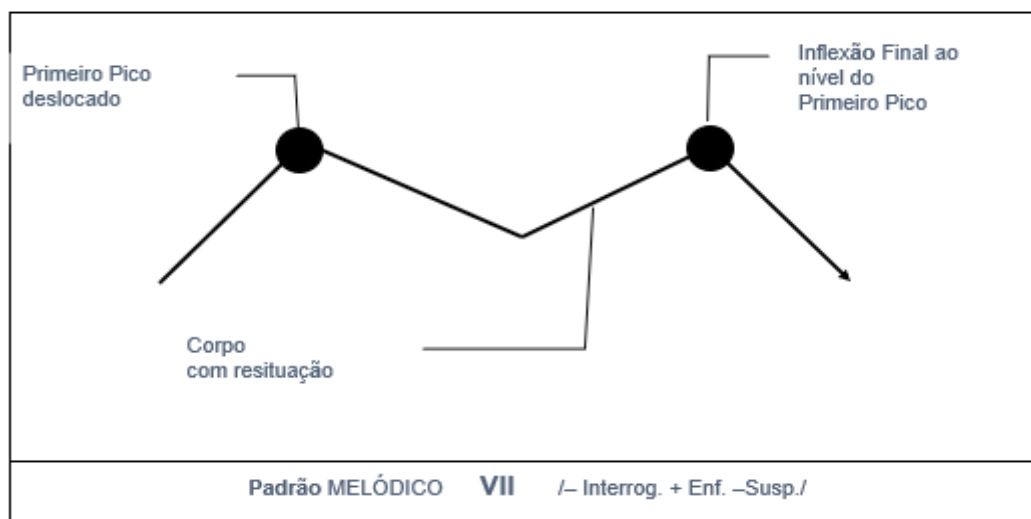 Primeiro Pico
deslocado
Inflexão Final ao
nível do
Primeiro Pico
Corpo
com resituação
Padrão MELÓDICO VII /– Interrog. + Enf. –Susp./